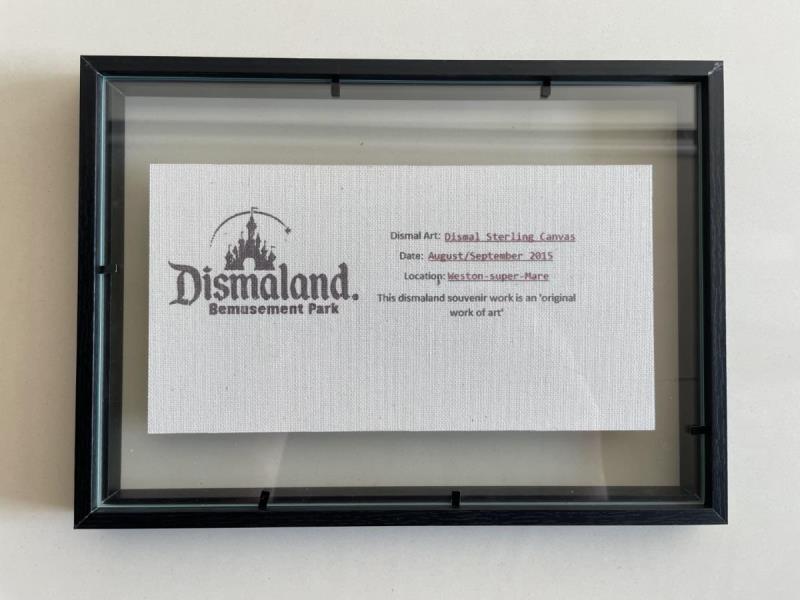 Dismaland.
Bemusement Park
Dismal Art: Dismal Sterling Canvas
Date: August/September 2015
Location: Weston-super-Mare
This dismaland souvenir work is an 'original
work of art'